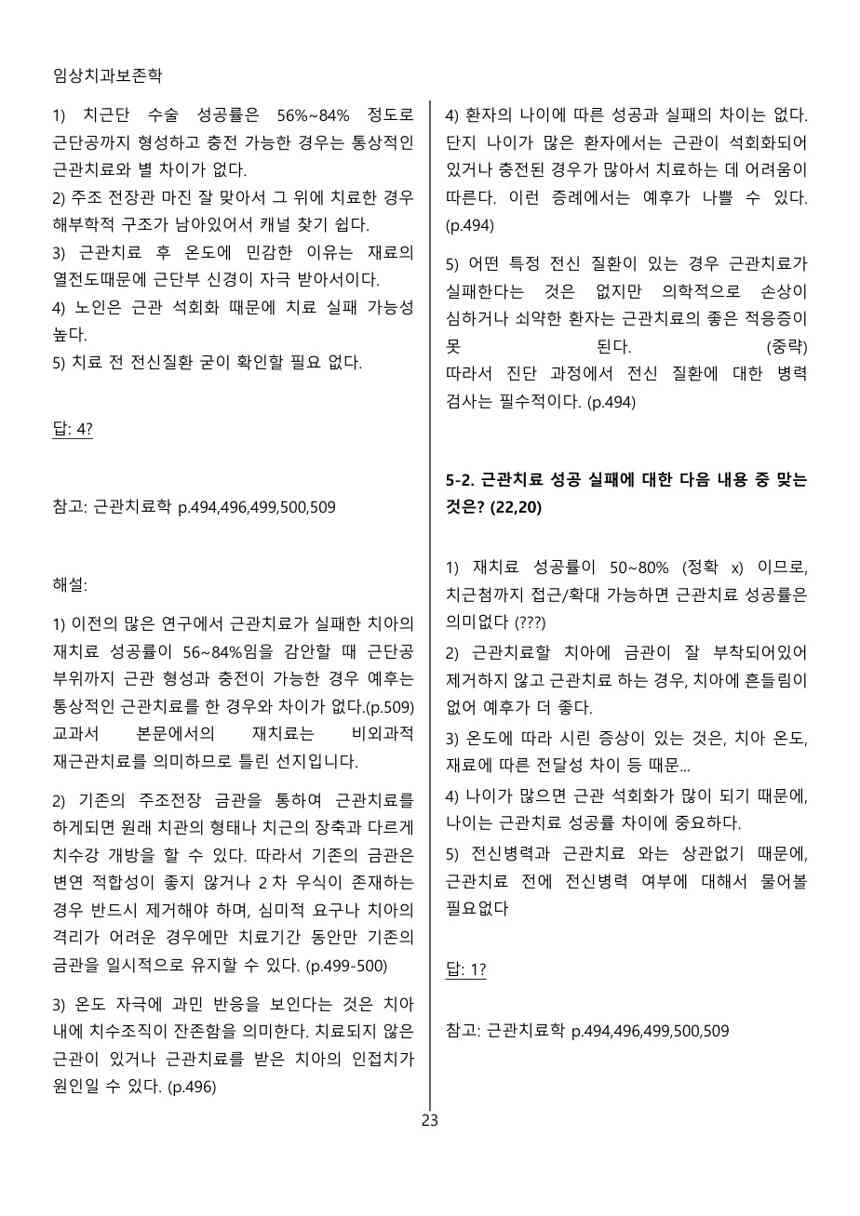 임상치과보존학
1) 치근단 수술 성공률은 56%~84% 정도로
근단공까지 형성하고 충전 가능한 경우는 통상적인
근관치료와 별 차이가 없다.
2) 주조 전장관 마진 잘 맞아서 그 위에 치료한 경우
해부학적 구조가 남아있어서 캐널 찾기 쉽다.
3) 근관치료 후 온도에 민감한 이유는 재료의
열전도때문에 근단부 신경이 자극 받아서이다.
4) 노인은 근관 석회화 때문에 치료 실패 가능성
높다.
5) 치료 전 전신질환 굳이 확인할 필요 없다.
답: 4?
참고: 근관치료학 p.494,496,499,500,509
해설:
1) 이전의 많은 연구에서 근관치료가 실패한 치아의
재치료 성공률이 56~84%임을 감안할 때 근단공
부위까지 근관 형성과 충전이 가능한 경우 예후는
통상적인 근관치료를 한 경우와 차이가 없다.(p.509)
교과서 본문에서의 재치료는 비외과적
재근관치료를 의미하므로 틀린 선지입니다.
2) 기존의 주조전장 금관을 통하여 근관치료를
하게되면 원래 치관의 형태나 치근의 장축과 다르게
치수강 개방을 할 수 있다. 따라서 기존의 금관은
변연 적합성이 좋지 않거나 2 차 우식이 존재하는
경우 반드시 제거해야 하며, 심미적 요구나 치아의
격리가 어려운 경우에만 치료기간 동안만 기존의
금관을 일시적으로 유지할 수 있다. (p.499-500)
3) 온도 자극에 과민 반응을 보인다는 것은 치아
내에 치수조직이 잔존함을 의미한다. 치료되지 않은
근관이 있거나 근관치료를 받은 치아의 인접치가
원인일 수 있다. (p.496)
4) 환자의 나이에 따른 성공과 실패의 차이는 없다.
단지 나이가 많은 환자에서는 근관이 석회화되어
있거나 충전된 경우가 많아서 치료하는 데 어려움이
따른다. 이런 증례에서는 예후가 나쁠 수 있다.
(p.494)
5) 어떤 특정 전신 질환이 있는 경우 근관치료가
실패한다는 것은 없지만 의학적으로 손상이
심하거나 쇠약한 환자는 근관치료의 좋은 적응증이
못 된다. (중략)
따라서 진단 과정에서 전신 질환에 대한 병력
검사는 필수적이다. (p.494)
5-2. 근관치료 성공 실패에 대한 다음 내용 중 맞는
것은? (22,20)
1) 재치료 성공률이 50~80% (정확 x) 이므로,
치근첨까지 접근/확대 가능하면 근관치료 성공률은
의미없다 (???)
2) 근관치료할 치아에 금관이 잘 부착되어있어
제거하지 않고 근관치료 하는 경우, 치아에 흔들림이
없어 예후가 더 좋다.
3) 온도에 따라 시린 증상이 있는 것은, 치아 온도,
재료에 따른 전달성 차이 등 때문...
4) 나이가 많으면 근관 석회화가 많이 되기 때문에,
나이는 근관치료 성공률 차이에 중요하다.
5) 전신병력과 근관치료 와는 상관없기 때문에,
근관치료 전에 전신병력 여부에 대해서 물어볼
필요없다
답: 1?
참고: 근관치료학 p.494,496,499,500,509
23